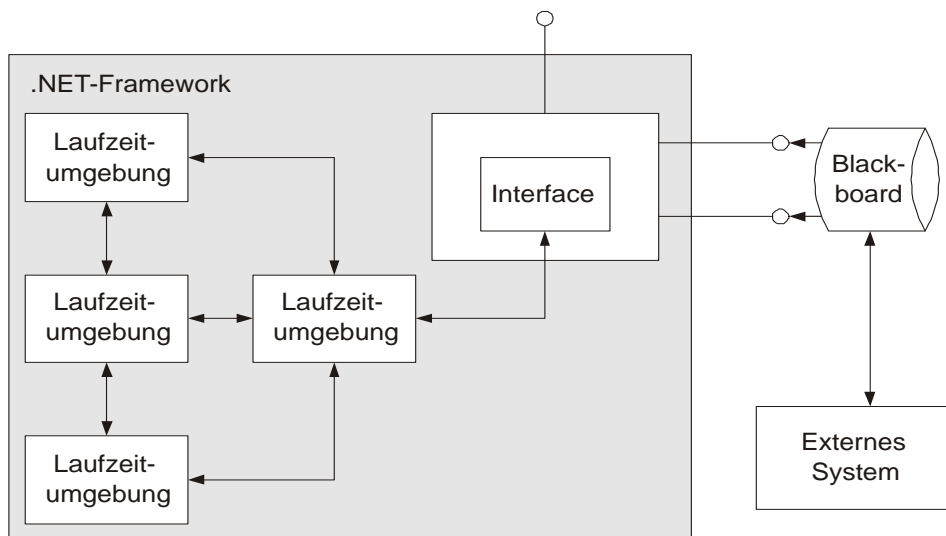 .NET-Framework
Laufzeit-
umgebung
Interface
Black-
board
Laufzeit-
umgebung
Laufzeit-
umgebung
Laufzeit-
umgebung
Externes
System